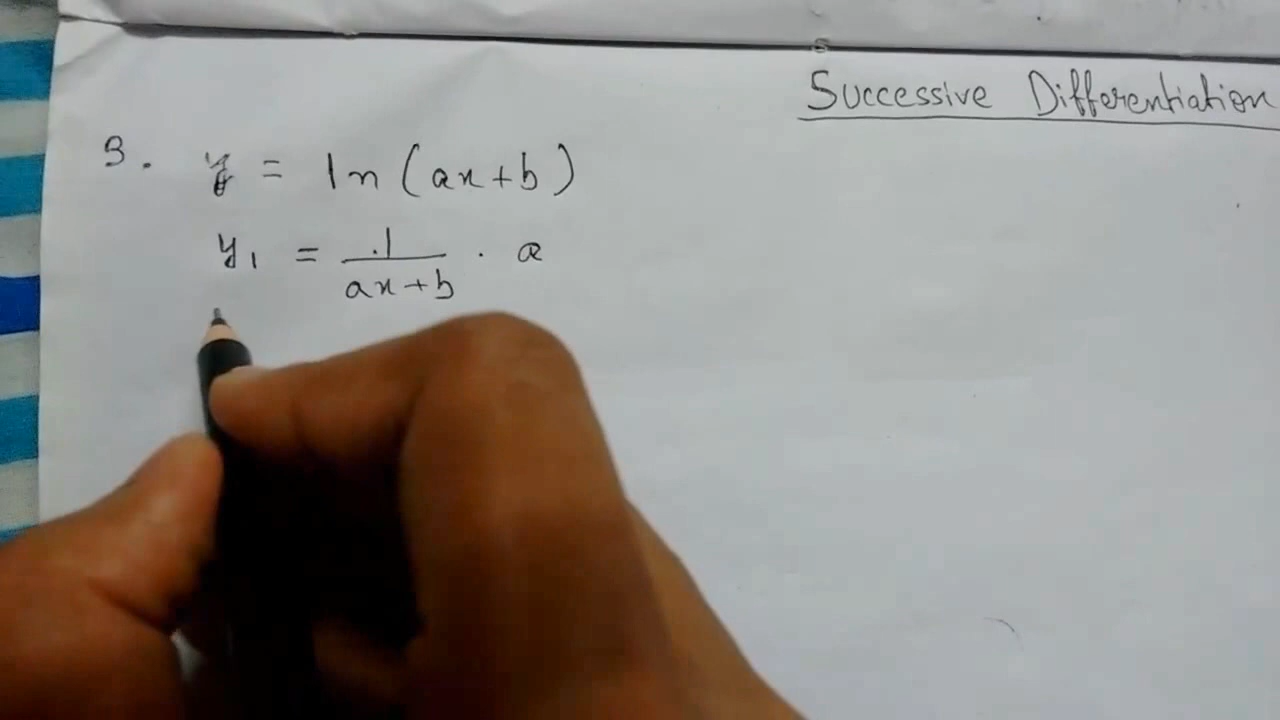 Successive Differentiation
3. y = ln (ax+b)
y₁ = 1/(ax+b) · a